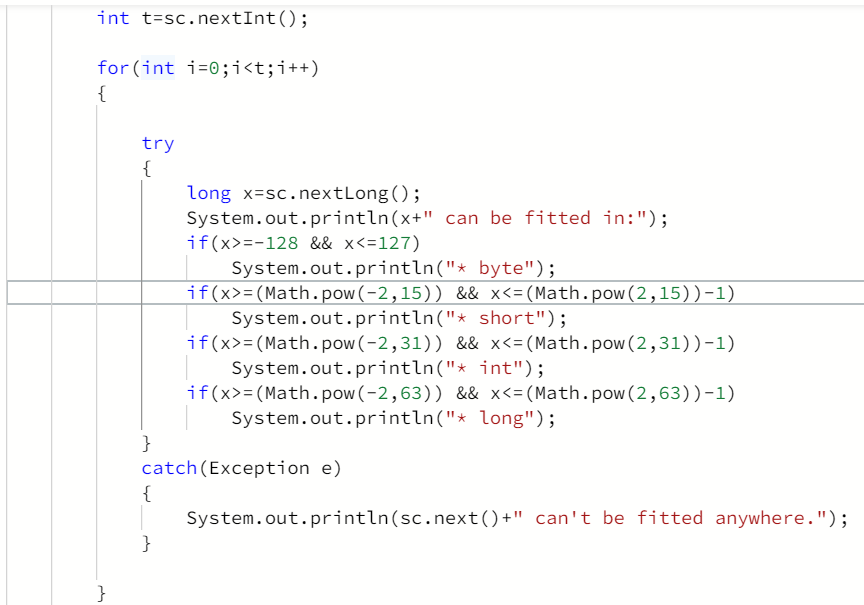 int t=sc.nextInt();
for(int i=0;i<t;i++)
{
try
{
long x=sc.nextLong();
System.out.println(x+" can be fitted in:");
if(x>=-128 && x<=127)
System.out.println("* byte");
if(x>=(Math.pow(-2,15)) && x<=(Math.pow(2,15))-1)
System.out.println("* short");
if(x>=(Math.pow(-2,31)) && x<=(Math.pow(2,31))-1)
System.out.println("* int");
if(x>=(Math.pow(-2,63)) && x<=(Math.pow(2,63))-1)
System.out.println("* long");
}
catch(Exception e)
{
System.out.println(sc.next()+" can't be fitted anywhere.");
}
}